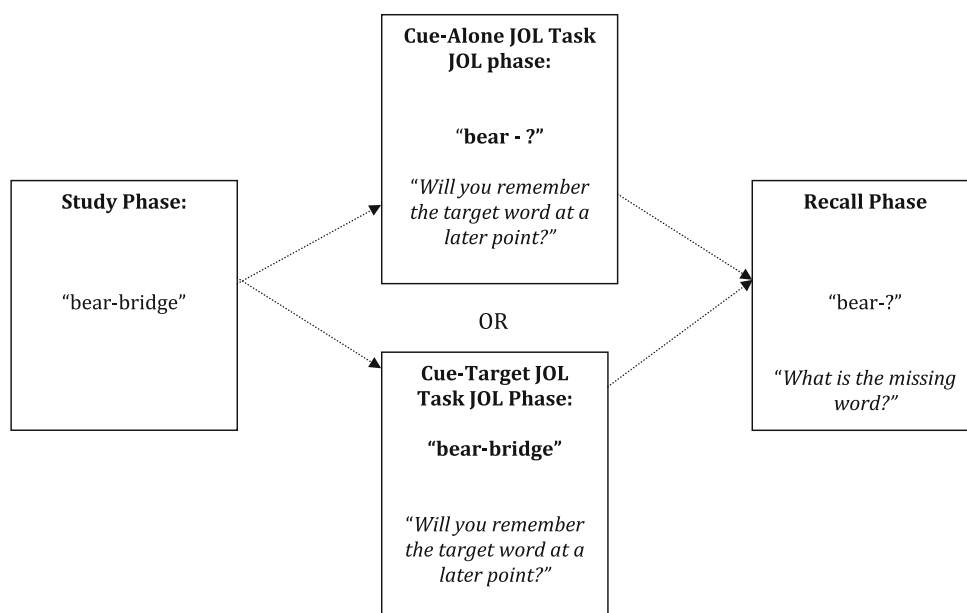 Study Phase:
“bear-bridge”
Cue-Alone JOL Task
JOL phase:
“bear - ?”
“Will you remember
the target word at a
later point?”
OR
Cue-Target JOL
Task JOL Phase:
“bear-bridge”
“Will you remember
the target word at a
later point?”
Recall Phase
“bear-?”
“What is the missing
word?”